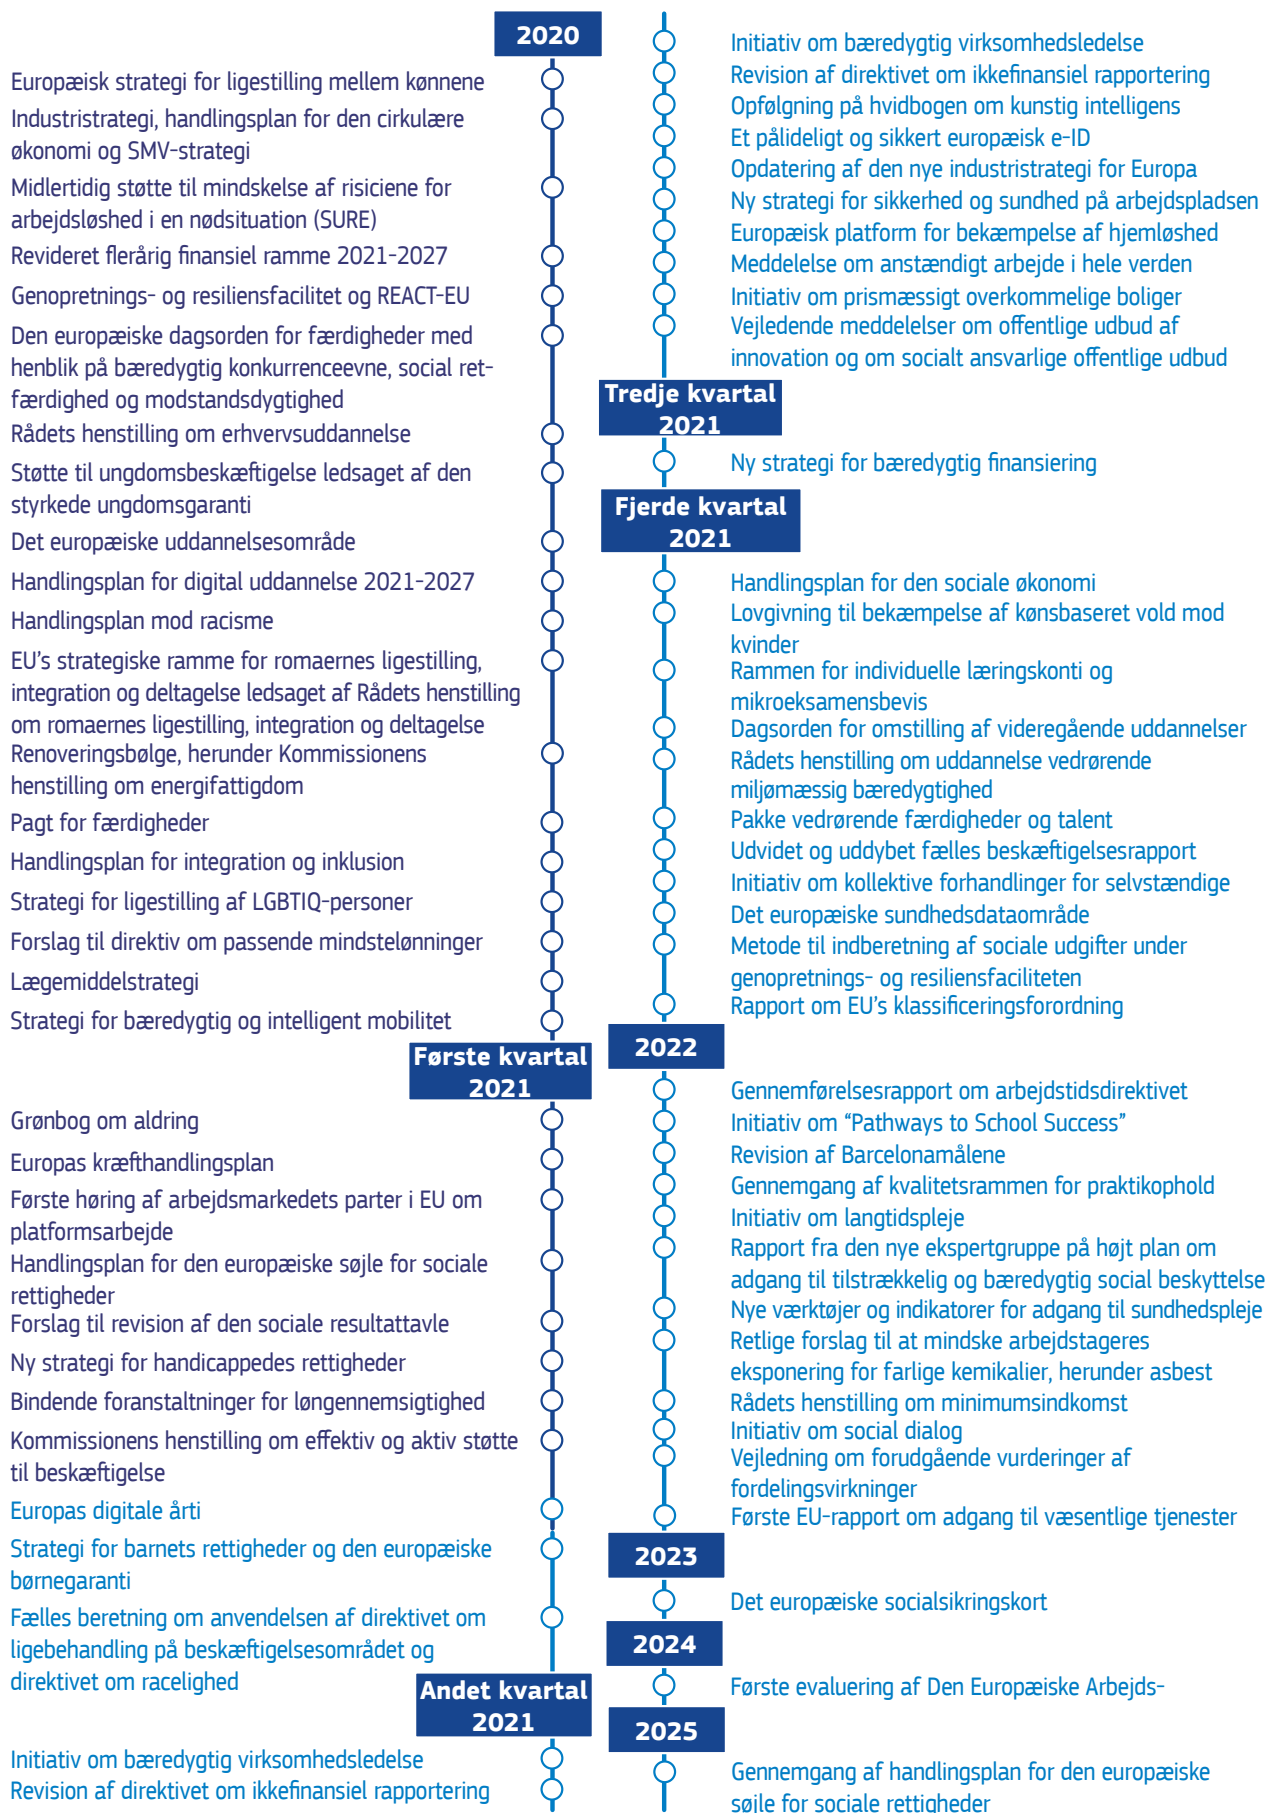 2020
Europæisk strategi for ligestilling mellem kønnene
Industristrategi, handlingsplan for den cirkulære
økonomi og SMV-strategi
Midlertidig støtte til mindskelse af risiciene for
arbejdsløshed i en nødsituation (SURE)
Revideret flerårig finansiel ramme 2021-2027
Genopretnings- og resiliensfacilitet og REACT-EU
Den europæiske dagsorden for færdigheder med
henblik på bæredygtig konkurrenceevne, social ret-
færdighed og modstandsdygtighed
Rådets henstilling om erhvervsuddannelse
Støtte til ungdomsbeskæftigelse ledsaget af den
styrkede ungdomsgaranti
Det europæiske uddannelsesområde
Handlingsplan for digital uddannelse 2021-2027
Handlingsplan mod racisme
EU's strategiske ramme for romaernes ligestilling,
integration og deltagelse ledsaget af Rådets henstilling
om romaernes ligestilling, integration og deltagelse
Renoveringsbølge, herunder Kommissionens
henstilling om energifattigdom
Pagt for færdigheder
Handlingsplan for integration og inklusion
Strategi for ligestilling af LGBTIQ-personer
Forslag til direktiv om passende mindstelønninger
Lægemiddelstrategi
Strategi for bæredygtig og intelligent mobilitet
Første kvartal
2021
Grønbog om aldring
Europas kræfthandlingsplan
Første høring af arbejdsmarkedets parter i EU om
platformsarbejde
Handlingsplan for den europæiske søjle for sociale
rettigheder
Forslag til revision af den sociale resultattavle
Ny strategi for handicappedes rettigheder
Bindende foranstaltninger for løngennemsigtighed
Kommissionens henstilling om effektiv og aktiv støtte
til beskæftigelse
Europas digitale årti
Strategi for barnets rettigheder og den europæiske
børnegaranti
Fælles beretning om anvendelsen af direktivet om
ligebehandling på beskæftigelsesområdet og
direktivet om racelighed
Andet kvartal
2021
Initiativ om bæredygtig virksomhedsledelse
Revision af direktivet om ikkefinansiel rapportering
Initiativ om bæredygtig virksomhedsledelse
Revision af direktivet om ikkefinansiel rapportering
Opfølgning på hvidbogen om kunstig intelligens
Et pålideligt og sikkert europæisk e-ID
Opdatering af den nye industristrategi for Europa
Ny strategi for sikkerhed og sundhed på arbejdspladsen
Europæisk platform for bekæmpelse af hjemløshed
Meddelelse om anstændigt arbejde i hele verden
Initiativ om prismæssigt overkommelige boliger
Vejledende meddelelser om offentlige udbud af
innovation og om socialt ansvarlige offentlige udbud
Tredje kvartal
2021
Ny strategi for bæredygtig finansiering
Fjerde kvartal
2021
Handlingsplan for den sociale økonomi
Lovgivning til bekæmpelse af kønsbaseret vold mod
kvinder
Rammen for individuelle læringskonti og
mikroeksamensbevis
Dagsorden for omstilling af videregående uddannelser
Rådets henstilling om uddannelse vedrørende
miljømæssig bæredygtighed
Pakke vedrørende færdigheder og talent
Udvidet og uddybet fælles beskæftigelsesrapport
Initiativ om kollektive forhandlinger for selvstændige
Det europæiske sundhedsdataområde
Metode til indberetning af sociale udgifter under
genopretnings- og resiliensfaciliteten
Rapport om EU's klassificeringsforordning
2022
Gennemførelsesrapport om arbejdstidsdirektivet
Initiativ om “Pathways to School Success”
Revision af Barcelonamålene
Gennemgang af kvalitetsrammen for praktikophold
Initiativ om langtidspleje
Rapport fra den nye ekspertgruppe på højt plan om
adgang til tilstrækkelig og bæredygtig social beskyttelse
Nye værktøjer og indikatorer for adgang til sundhedspleje
Retlige forslag til at mindske arbejdstageres
eksponering for farlige kemikalier, herunder asbest
Rådets henstilling om minimumsindkomst
Initiativ om social dialog
Vejledning om forudgående vurderinger af
fordelingsvirkninger
Første EU-rapport om adgang til væsentlige tjenester
2023
Det europæiske socialsikringskort
2024
Første evaluering af Den Europæiske Arbejds-
2025
Gennemgang af handlingsplan for den europæiske
søjle for sociale rettigheder